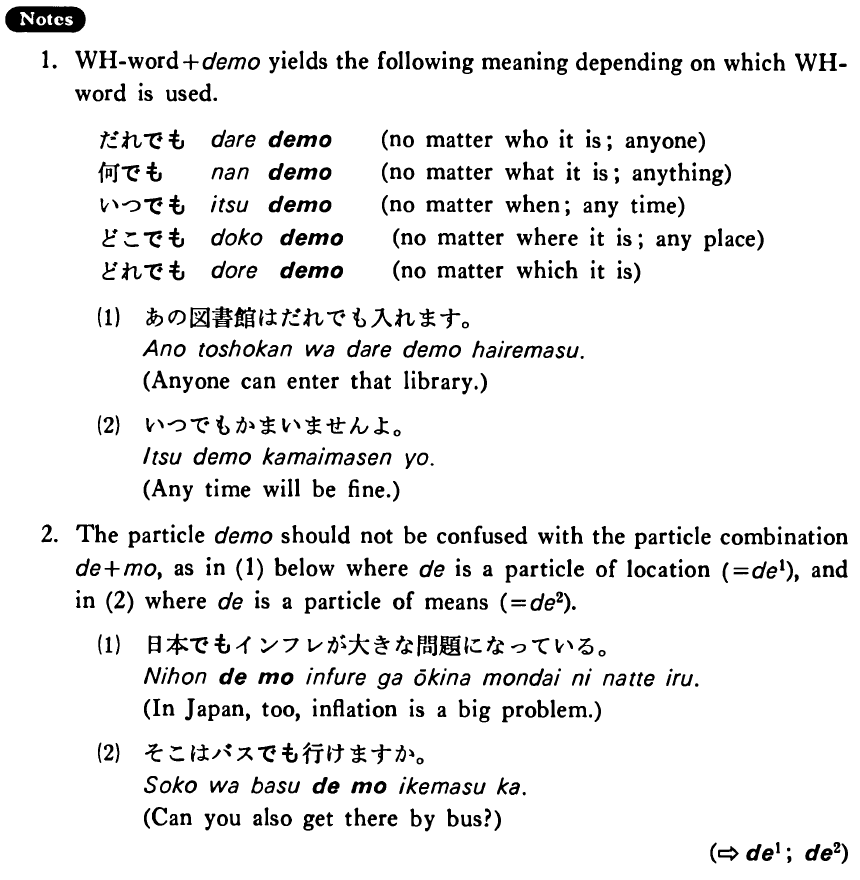 Notes
1. WH-word+demo yields the following meaning depending on which WH-
word is used.
だれでも dare demo (no matter who it is; anyone)
何でも nan demo (no matter what it is; anything)
いつでも itsu demo (no matter when; any time)
どこでも doko demo (no matter where it is; any place)
どれでも dore demo (no matter which it is)
(1) あの図書館はだれでも入れます。
Ano toshokan wa dare demo hairemasu.
(Anyone can enter that library.)
(2) いつでもかまいませんよ。
Itsu demo kamaimasen yo.
(Any time will be fine.)
2. The particle demo should not be confused with the particle combination
de+mo, as in (1) below where de is a particle of location (=de¹), and
in (2) where de is a particle of means (=de²).
(1) 日本でもインフレが大きな問題になっている。
Nihon de mo infure ga ōkina mondai ni natte iru.
(In Japan, too, inflation is a big problem.)
(2) そこはバスでも行けますか。
Soko wa basu de mo ikemasu ka.
(Can you also get there by bus?)
(⇨ de¹; de²)